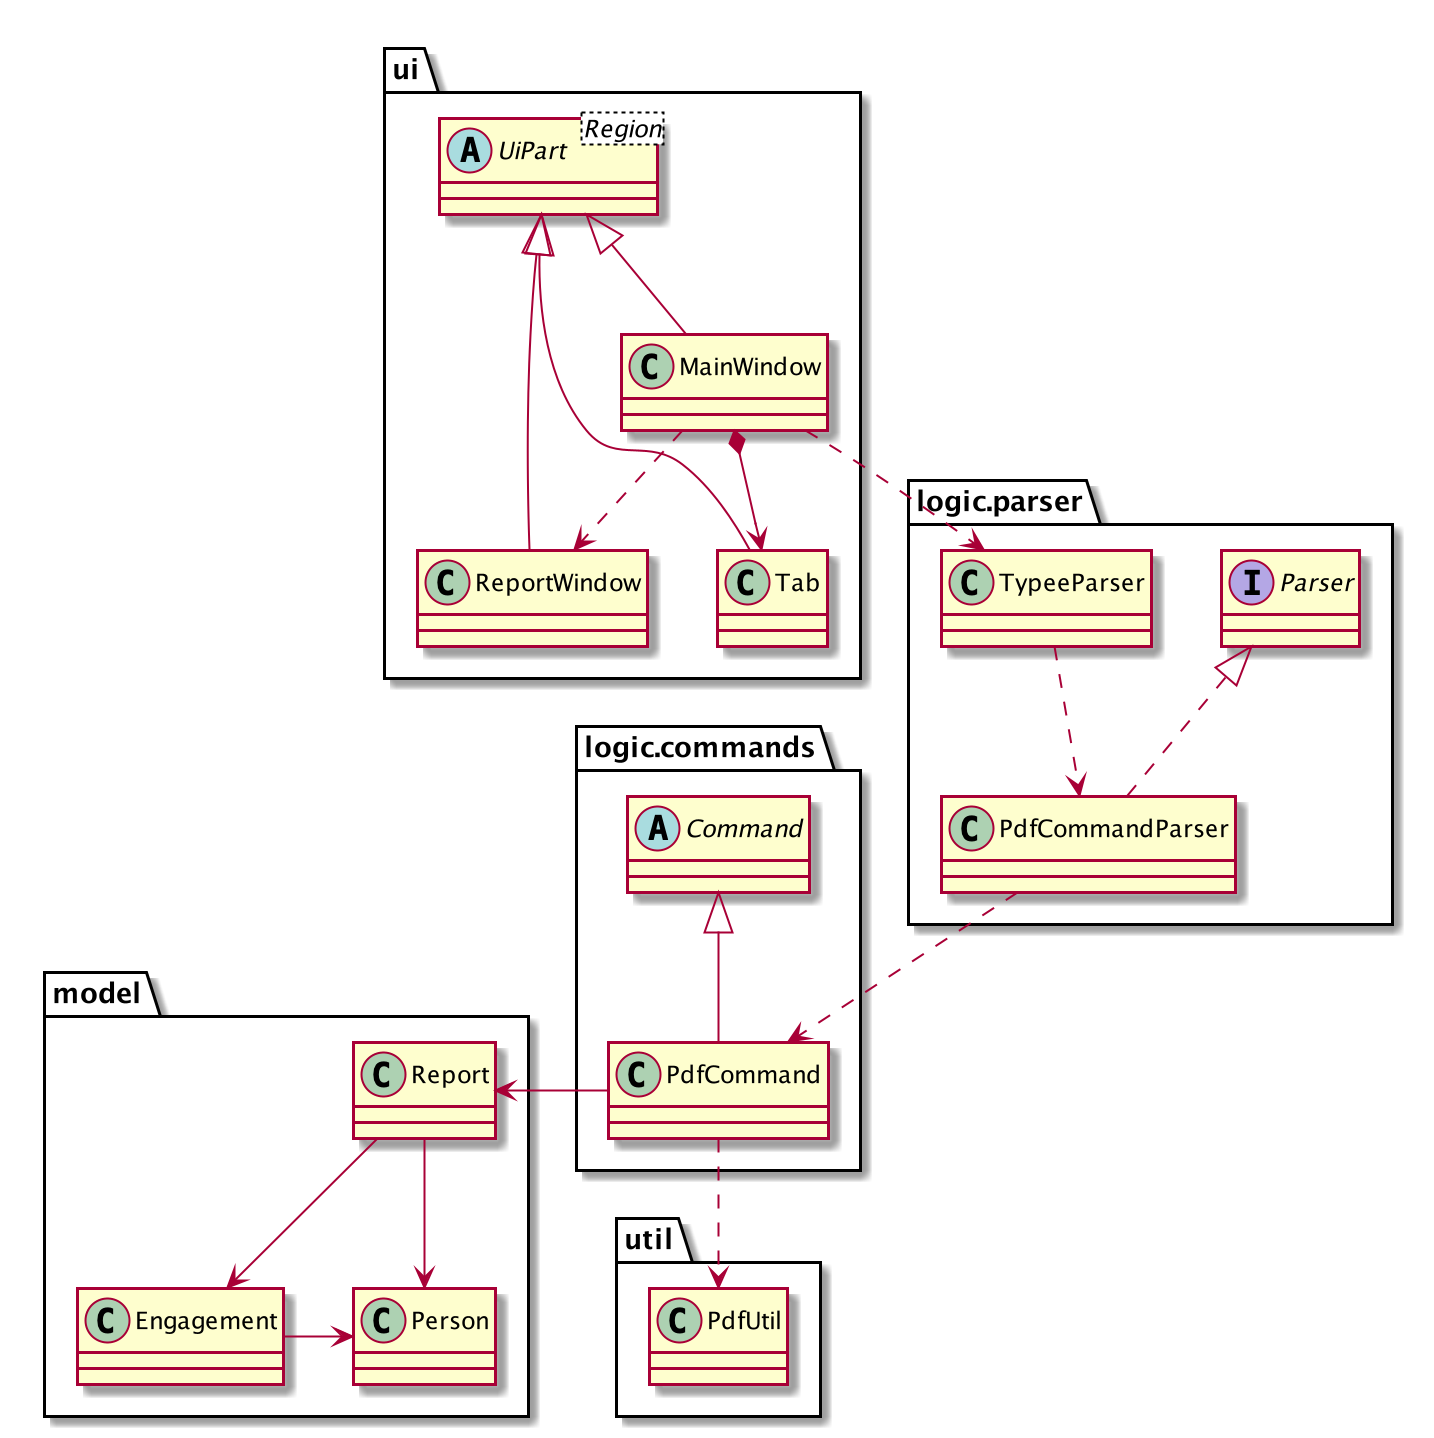 ui
Region
A UiPart
C MainWindow
logic.parser
C ReportWindow
C Tab
C TypeeParser
I Parser
logic.commands
A Command
C PdfCommandParser
model
C Report
C PdfCommand
util
C Engagement
C Person
C PdfUtil